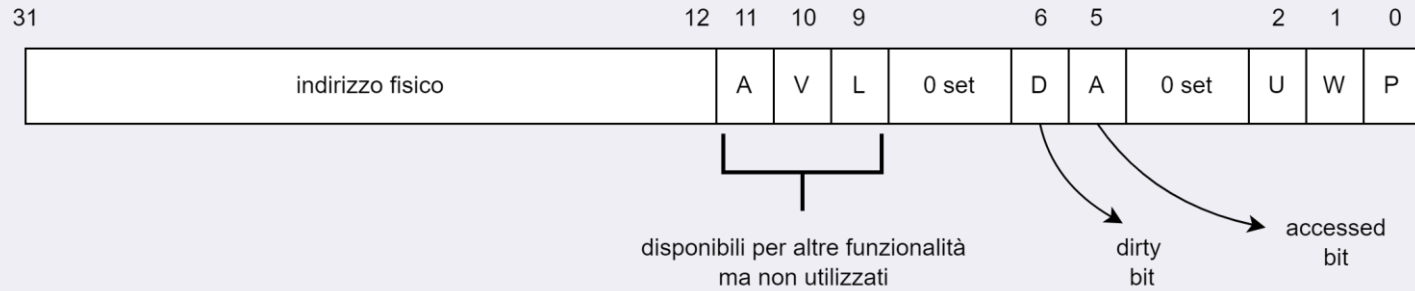 31 12 11 10 9 6 5 2 1 0
indirizzo fisico A V L 0 set D A 0 set U W P
disponibili per altre funzionalità
ma non utilizzati
dirty
bit
accessed
bit